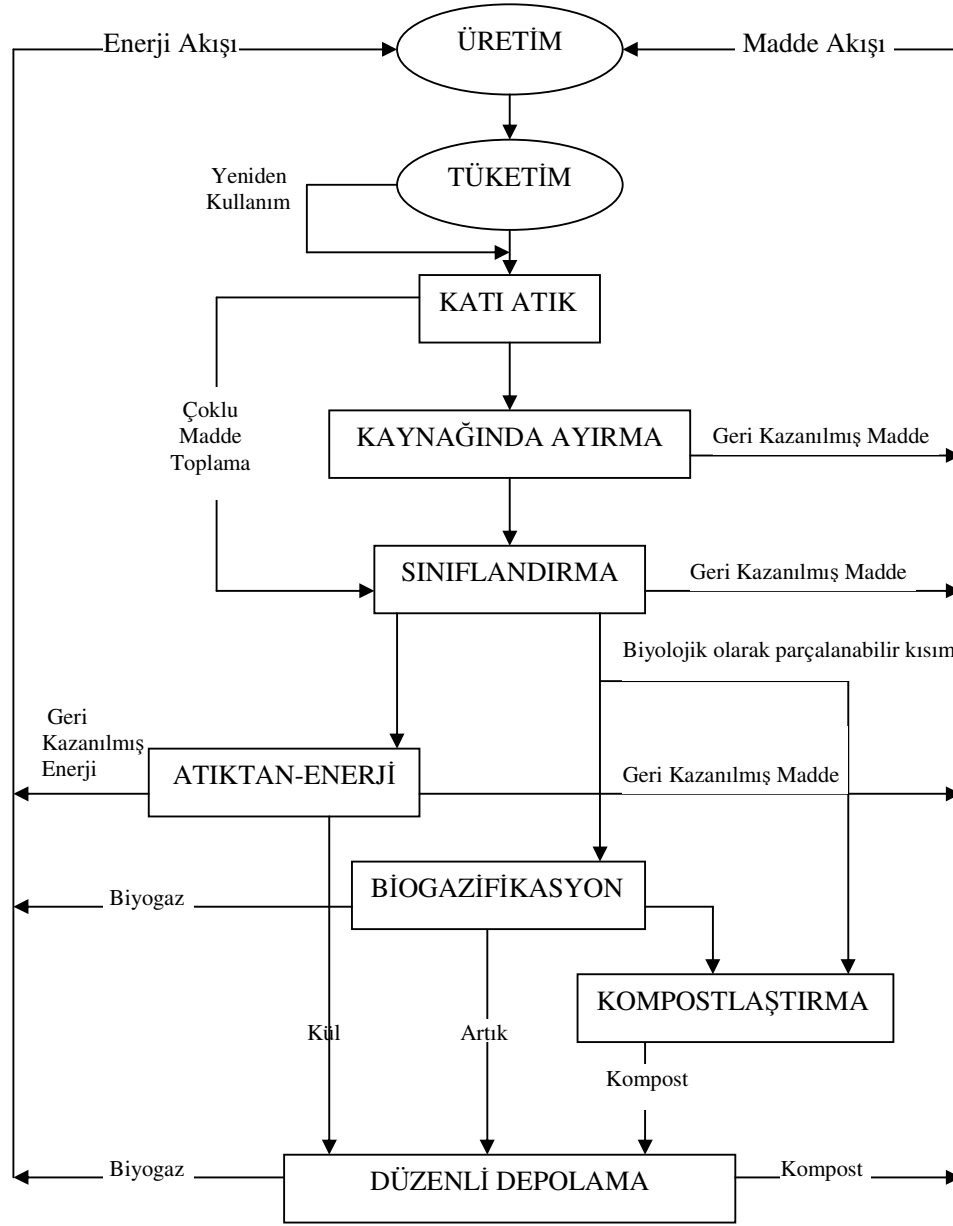 Enerji Akışı
ÜRETİM
Madde Akışı
TÜKETİM
Yeniden
Kullanım
KATI ATIK
Çoklu
Madde
Toplama
KAYNAĞINDA AYIRMA
Geri Kazanılmış Madde
SINIFLANDIRMA
Geri Kazanılmış Madde
Biyolojik olarak parçalanabilir kısım
Geri
Kazanılmış
Enerji
ATIKTAN-ENERJİ
Geri Kazanılmış Madde
BİOGAZİFİKASYON
Biyogaz
KOMPOSTLAŞTIRMA
Kül
Artık
Kompost
Biyogaz
DÜZENLİ DEPOLAMA
Kompost